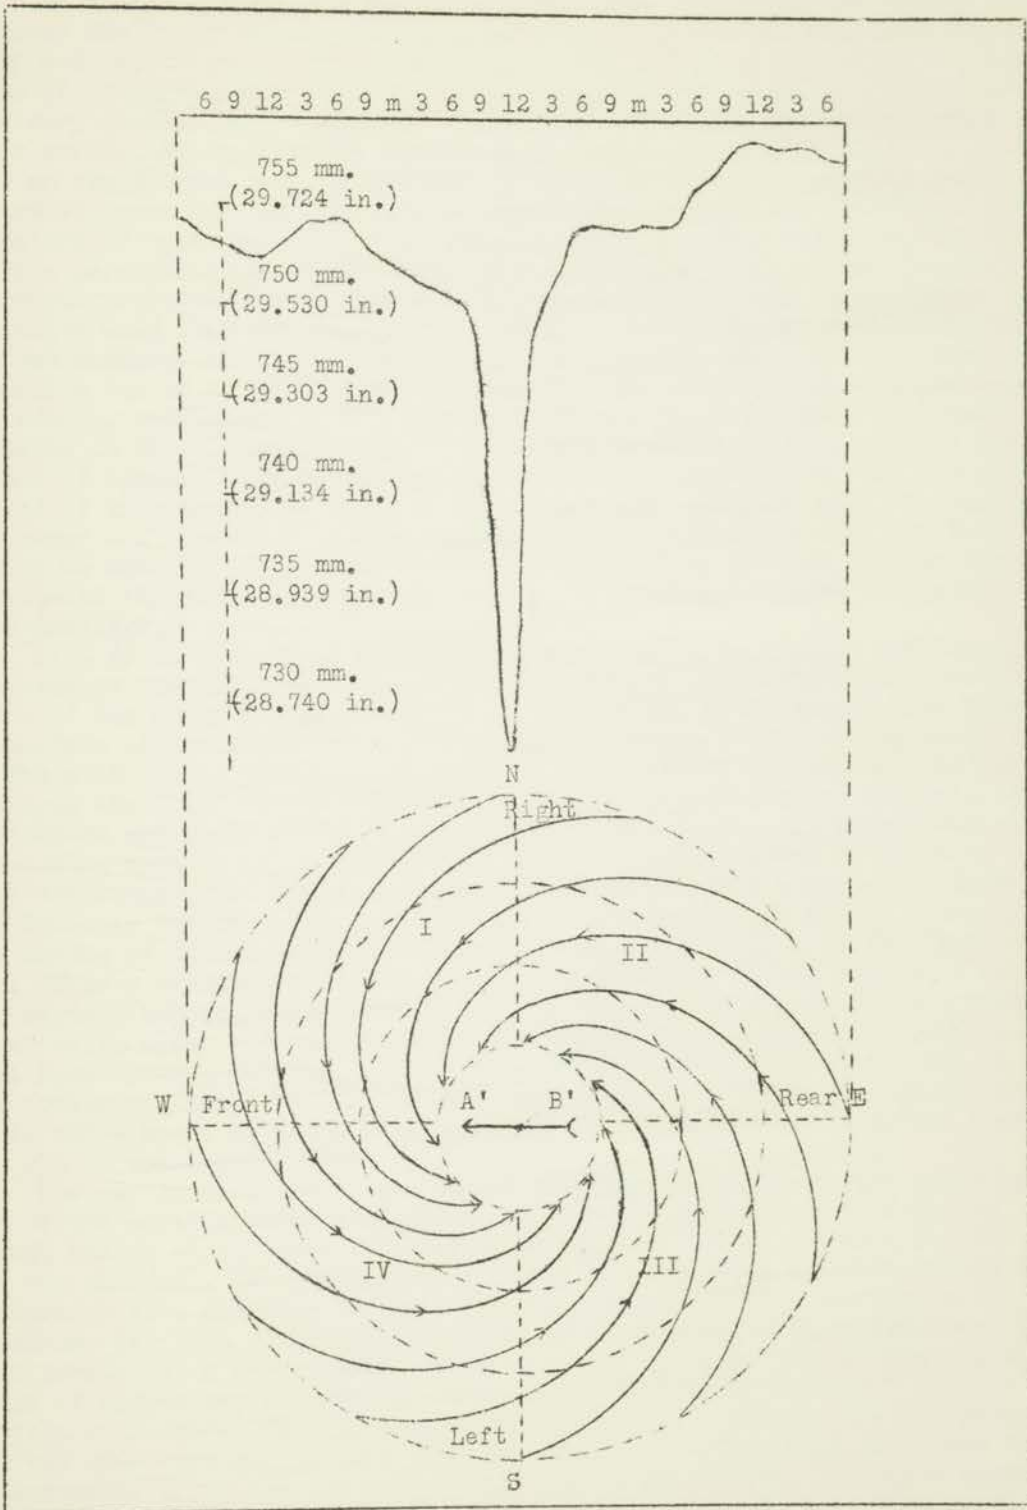 6 9 12 3 6 9 m 3 6 9 12 3 6 9 m 3 6 9 12 3 6
755 mm.
(29.724 in.)
750 mm.
(29.530 in.)
745 mm.
(29.303 in.)
740 mm.
(29.134 in.)
735 mm.
(28.939 in.)
730 mm.
(28.740 in.)
N
Right
I
II
W Front A' B' Rear E
IV III
Left
S